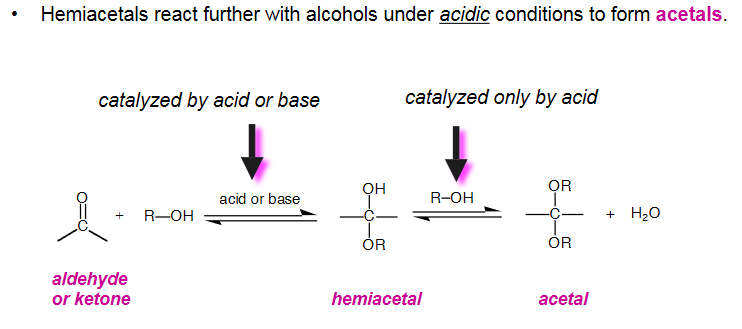 • Hemiacetals react further with alcohols under acidic conditions to form acetals.
catalyzed by acid or base
catalyzed only by acid
O
C
+ R—OH
acid or base
OH
—C—
OR
R–OH
OR
—C—
OR
+ H₂O
aldehyde
or ketone
hemiacetal
acetal